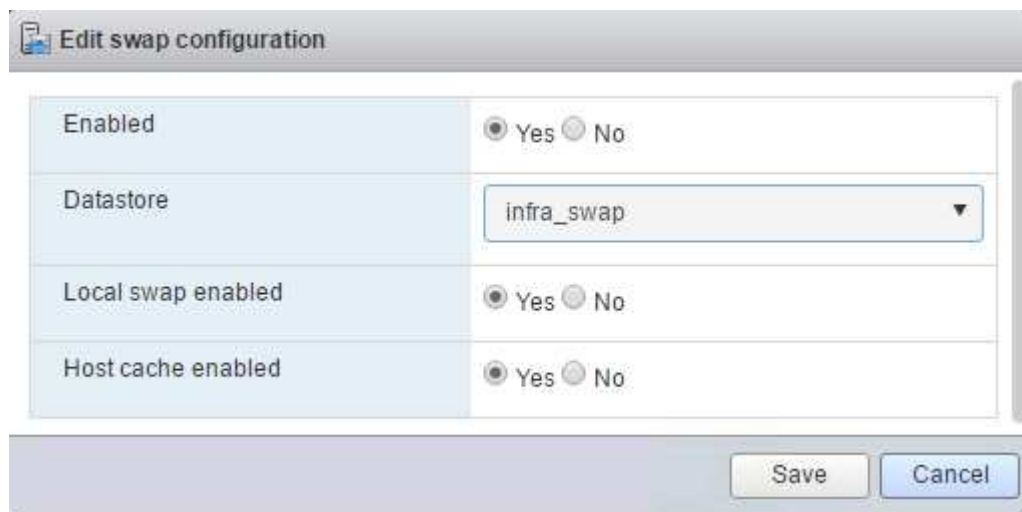 Edit swap configuration
Enabled Yes No
Datastore infra_swap
Local swap enabled Yes No
Host cache enabled Yes No
Save Cancel